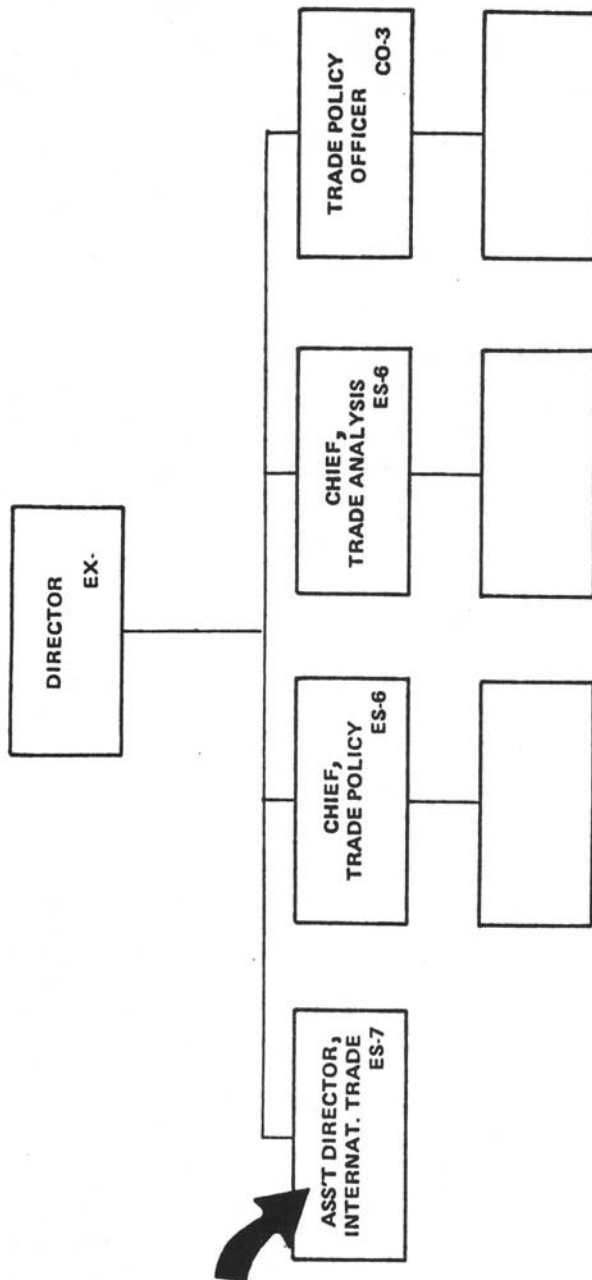 DIRECTOR
EX-
ASS'T DIRECTOR,
INTERNAT. TRADE
ES-7
CHIEF,
TRADE POLICY
ES-6
CHIEF,
TRADE ANALYSIS
ES-6
TRADE POLICY
OFFICER
CO-3